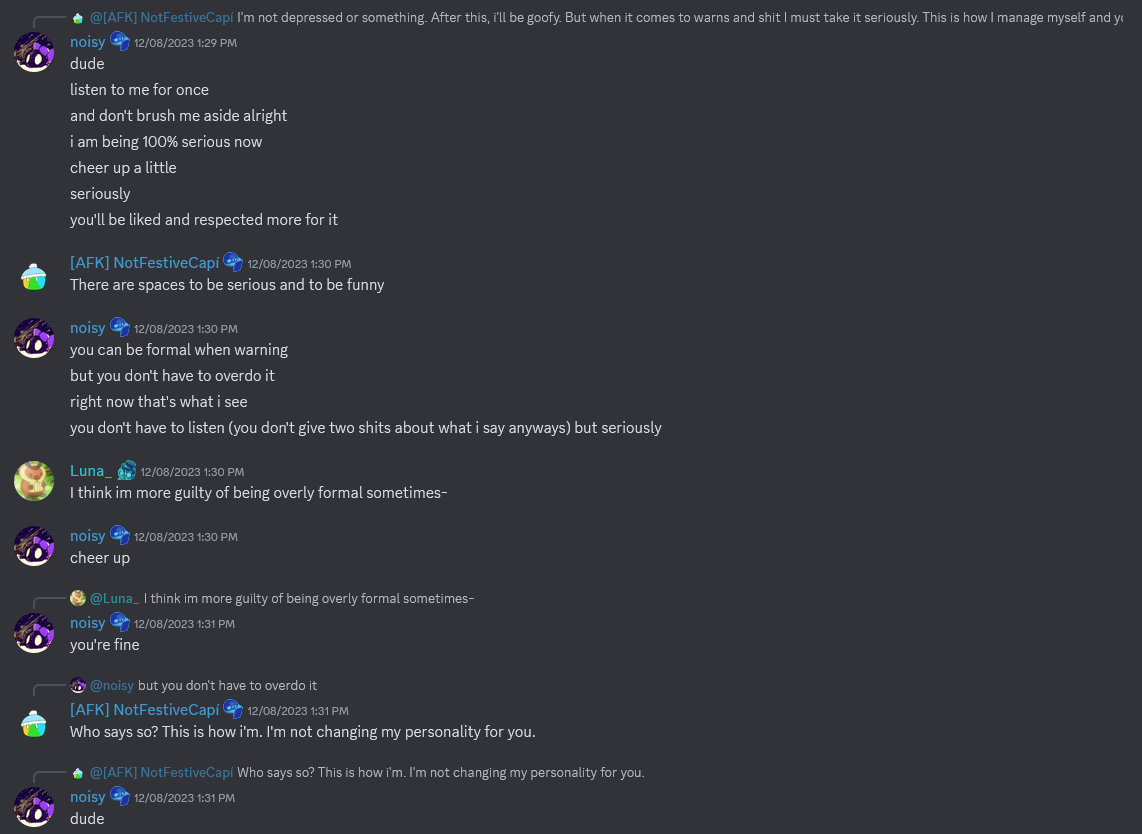 @[AFK] NotFestiveCapí I'm not depressed or something. After this, i'll be goofy. But when it comes to warns and shit I must take it seriously. This is how I manage myself and
noisy 12/08/2023 1:29 PM
dude
listen to me for once
and don't brush me aside alright
i am being 100% serious now
cheer up a little
seriously
you'll be liked and respected more for it
[AFK] NotFestiveCapí 12/08/2023 1:30 PM
There are spaces to be serious and to be funny
noisy 12/08/2023 1:30 PM
you can be formal when warning
but you don't have to overdo it
right now that's what i see
you don't have to listen (you don't give two shits about what i say anyways) but seriously
Luna_ 12/08/2023 1:30 PM
I think im more guilty of being overly formal sometimes-
noisy 12/08/2023 1:30 PM
cheer up
@Luna_ I think im more guilty of being overly formal sometimes-
noisy 12/08/2023 1:31 PM
you're fine
@noisy but you don't have to overdo it
[AFK] NotFestiveCapí 12/08/2023 1:31 PM
Who says so? This is how i'm. I'm not changing my personality for you.
@[AFK] NotFestiveCapí Who says so? This is how i'm. I'm not changing my personality for you.
noisy 12/08/2023 1:31 PM
dude